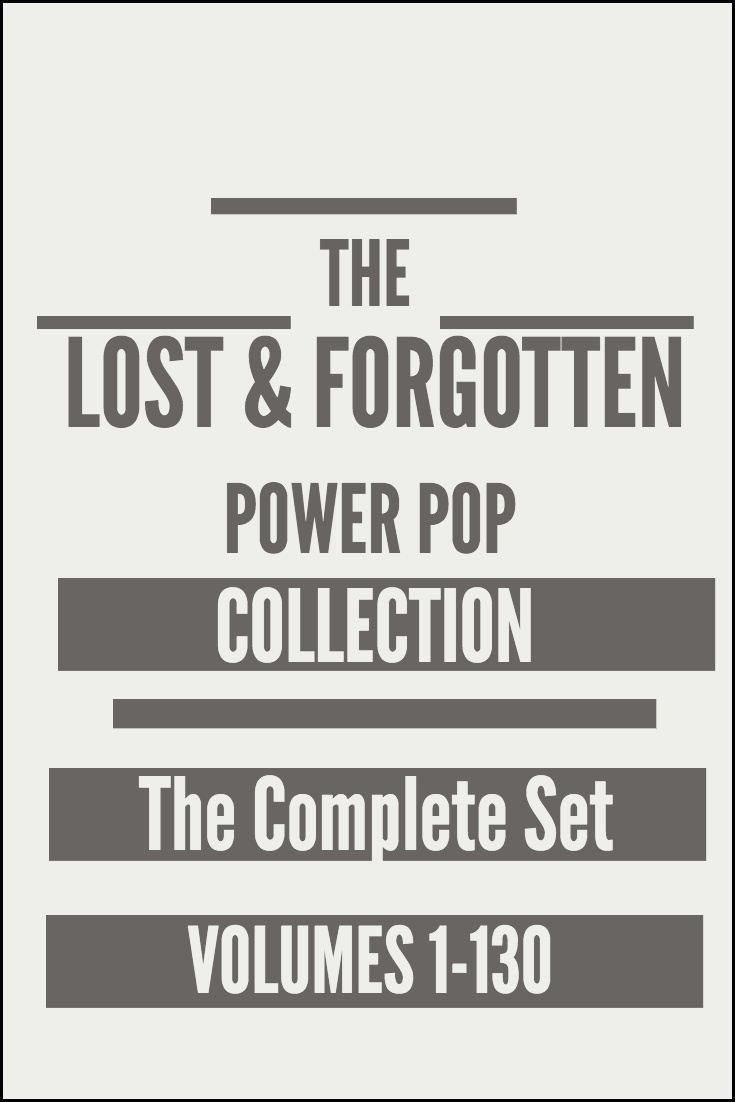 THE
LOST & FORGOTTEN
POWER POP
COLLECTION
The Complete Set
VOLUMES 1-130